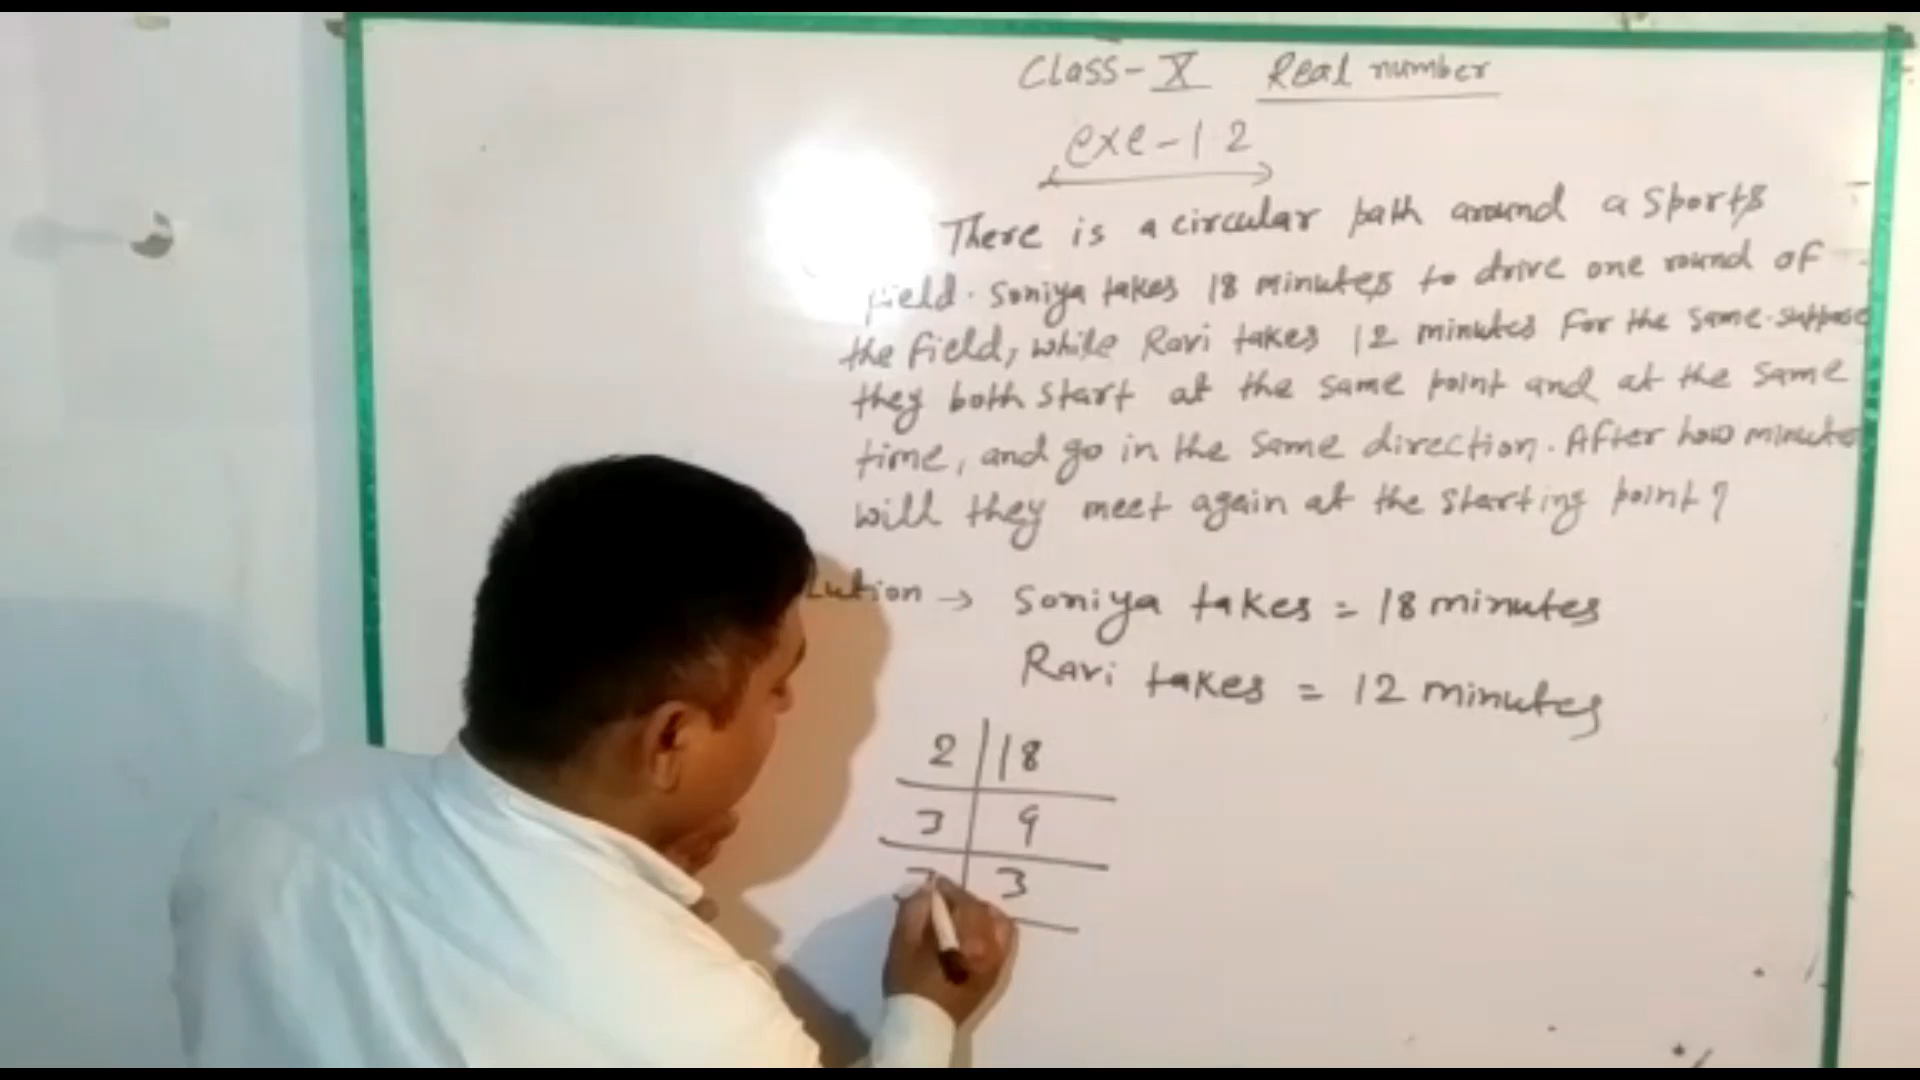 Class-X Real number
exe-1.2
There is a circular path around a sports
field. Soniya takes 18 minutes to drive one round of
the field, while Ravi takes 12 minutes For the same. suppose
they both start at the same point and at the same
time, and go in the same direction. After how minute
will they meet again at the starting point?
lution → Soniya takes = 18 minutes
Ravi takes = 12 minutes
2 | 18
3 | 9
3 | 3